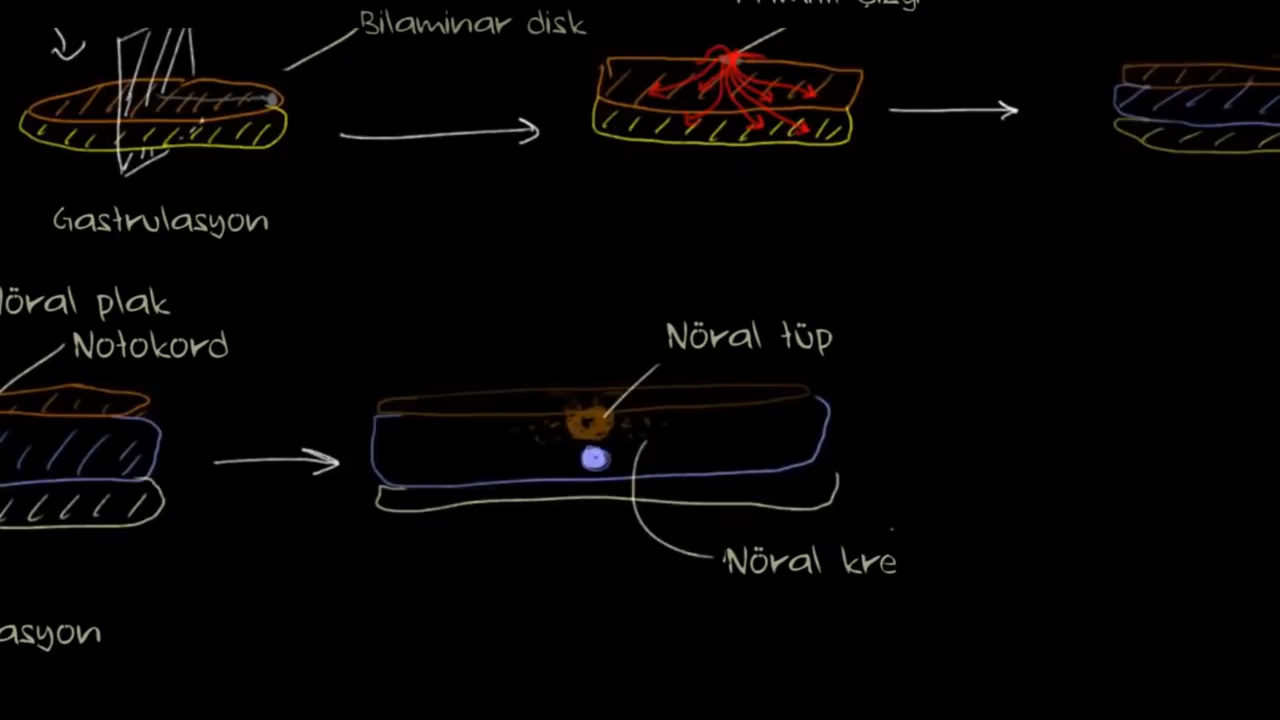 Bilaminar disk
Gastrulasyon
öral plak
Notokord
Nöral tüp
Nöral kre
asyon